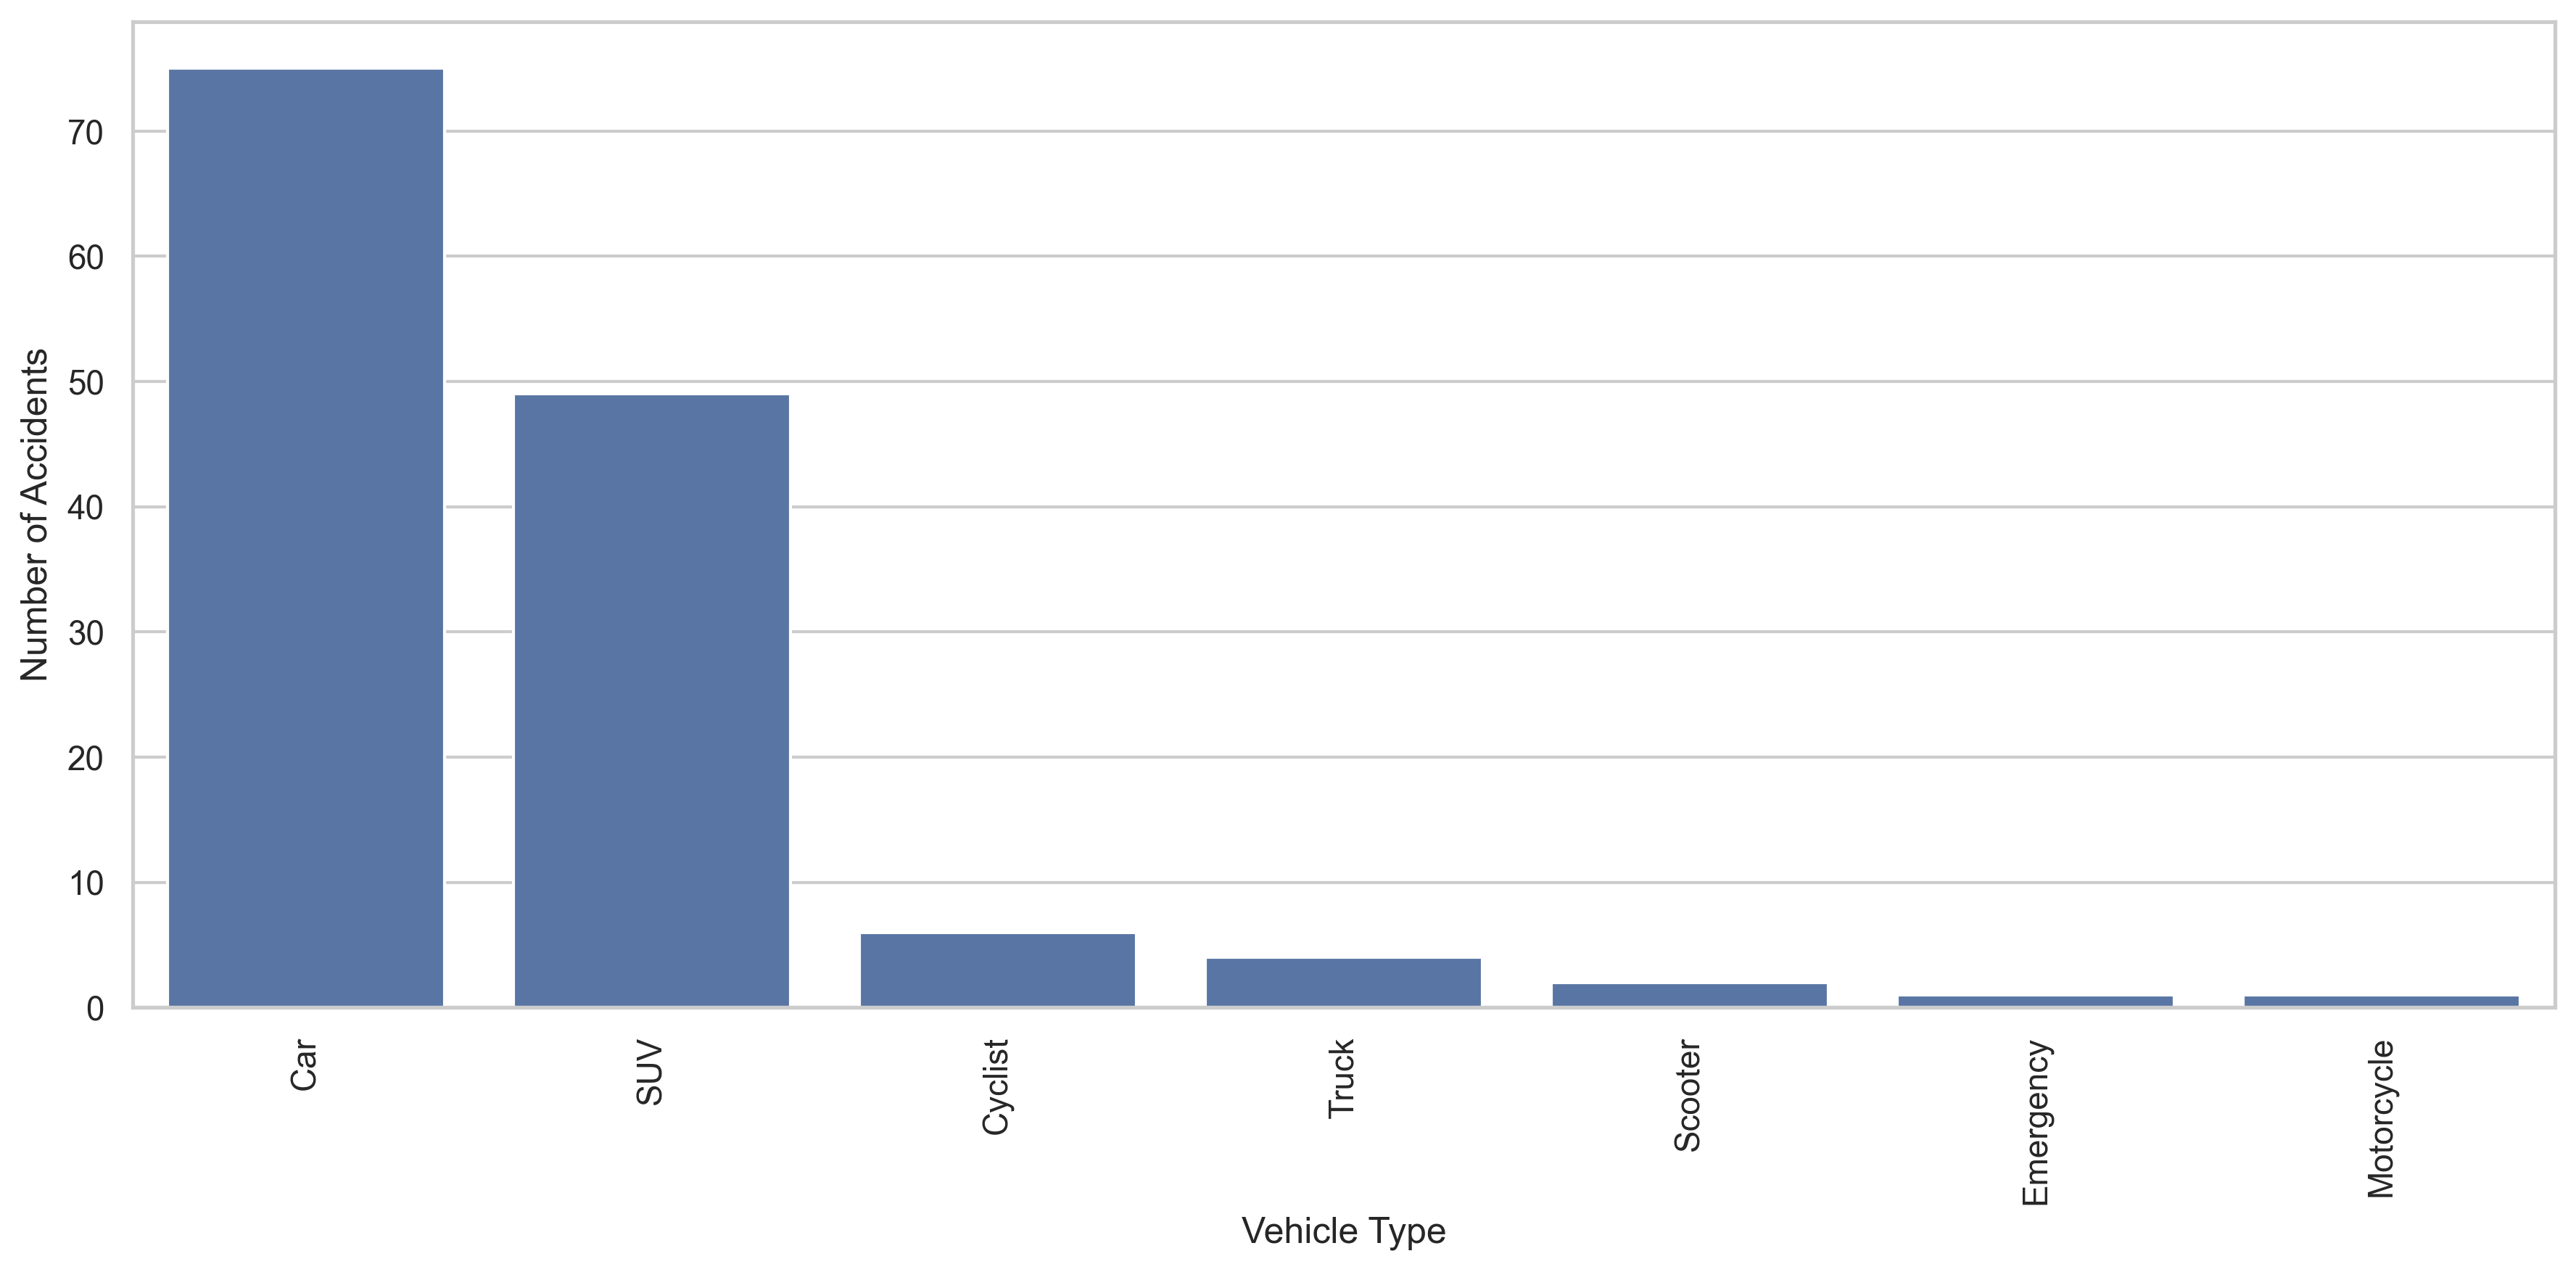 Number of Accidents
70
60
50
40
30
20
10
0
Car
SUV
Cyclist
Truck
Scooter
Emergency
Motorcycle
Vehicle Type